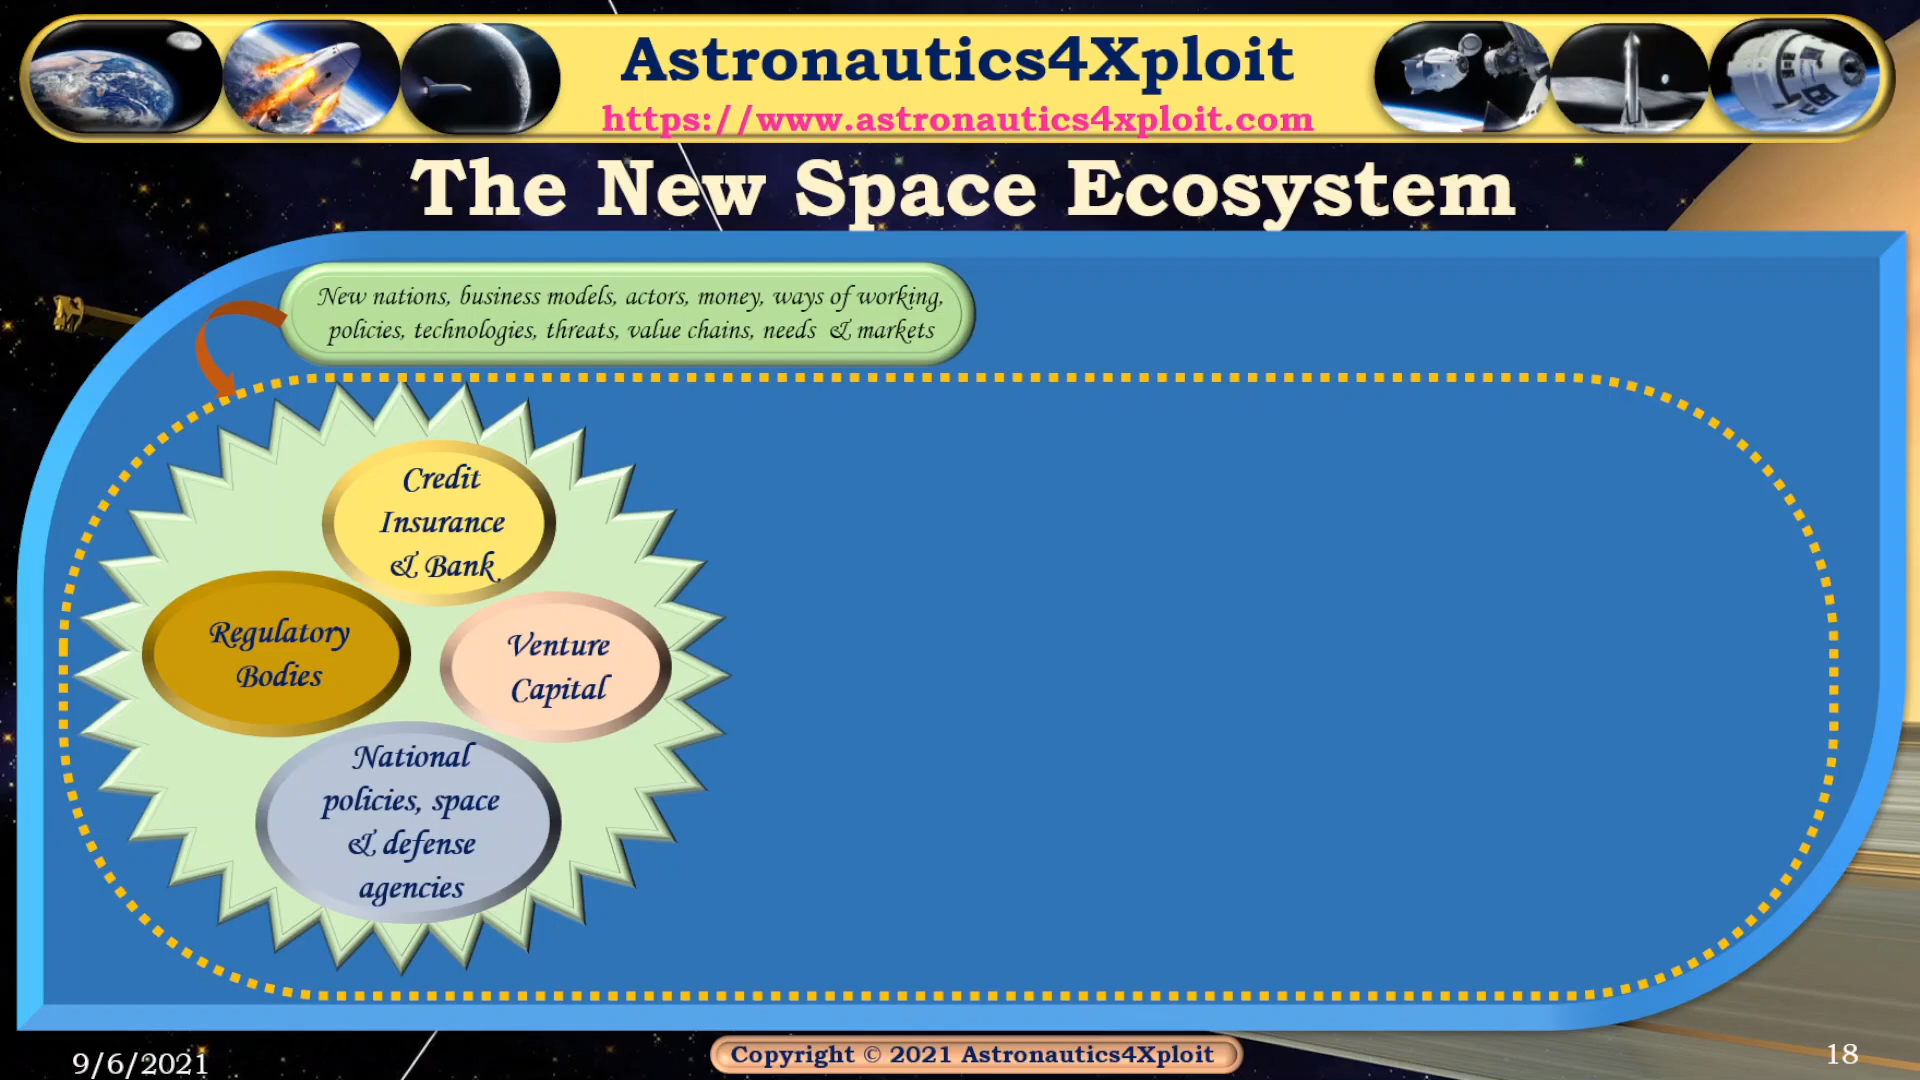 Astronautics4Xploit
https://www.astronautics4xploit.com
The New Space Ecosystem
New nations, business models, actors, money, ways of working,
policies, technologies, threats, value chains, needs & markets
Credit
Insurance
& Bank
Regulatory
Bodies
Venture
Capital
National
policies, space
& defense
agencies
9/6/2021
Copyright © 2021 Astronautics4Xploit
18